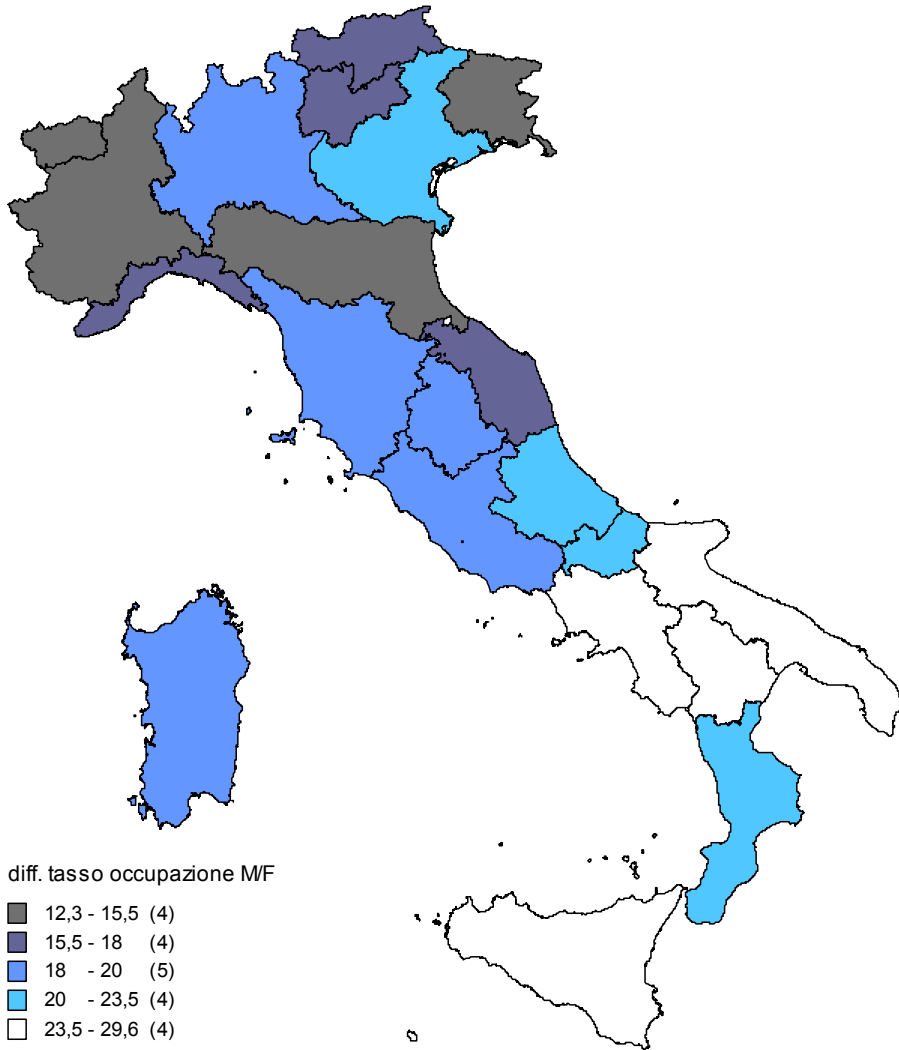 diff. tasso occupazione M/F
12,3 - 15,5 (4)
15,5 - 18 (4)
18 - 20 (5)
20 - 23,5 (4)
23,5 - 29,6 (4)